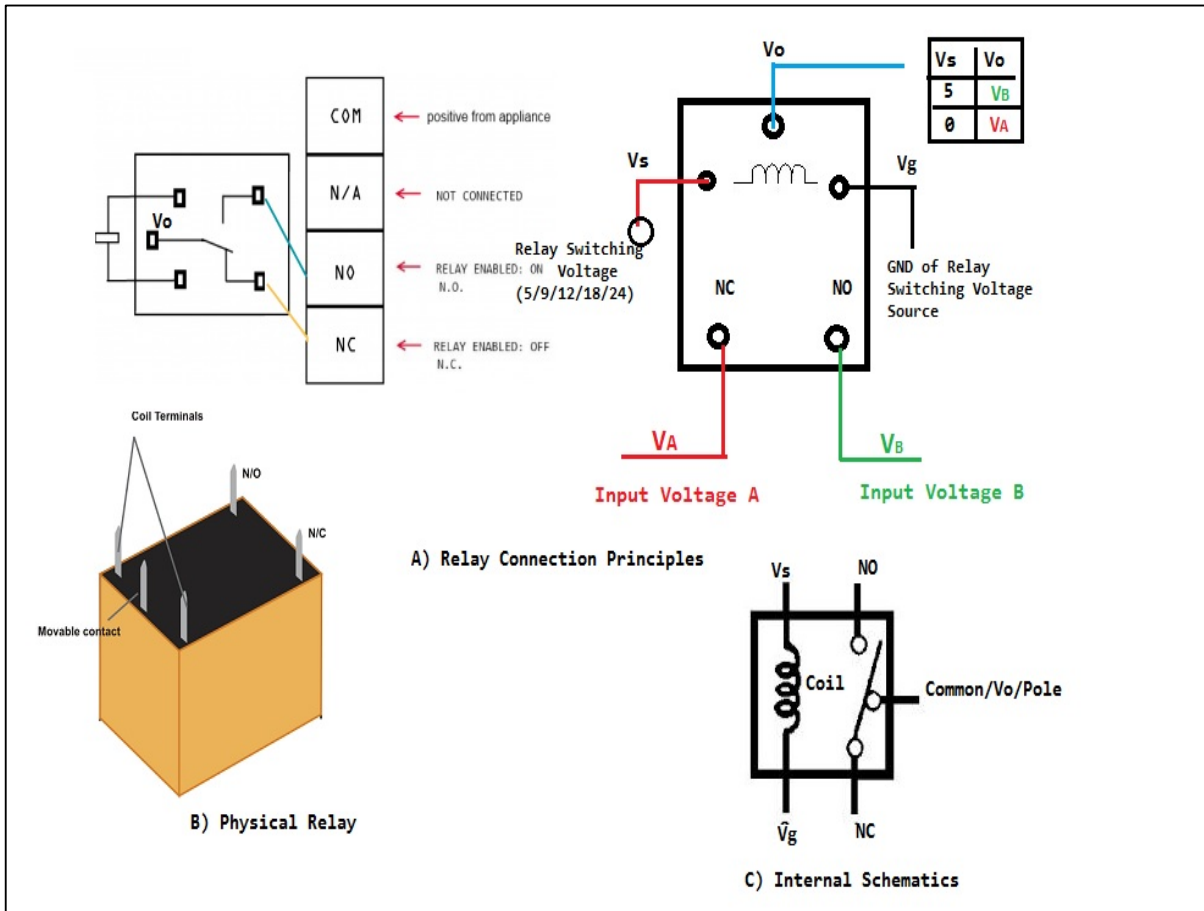 COM
positive from appliance
N/A
NOT CONNECTED
Vo
NO
RELAY ENABLED: ON
N.O.
NC
RELAY ENABLED: OFF
N.C.
Vo
Vs Vo
5 VB
0 VA
Vs
Vg
Relay Switching
Voltage
(5/9/12/18/24)
GND of Relay
Switching Voltage
Source
NC NO
VA
VB
Input Voltage A
Input Voltage B
A) Relay Connection Principles
Coil Terminals
N/O
N/C
Movable contact
B) Physical Relay
Vs NO
Coil
Common/Vo/Pole
Vg NC
C) Internal Schematics